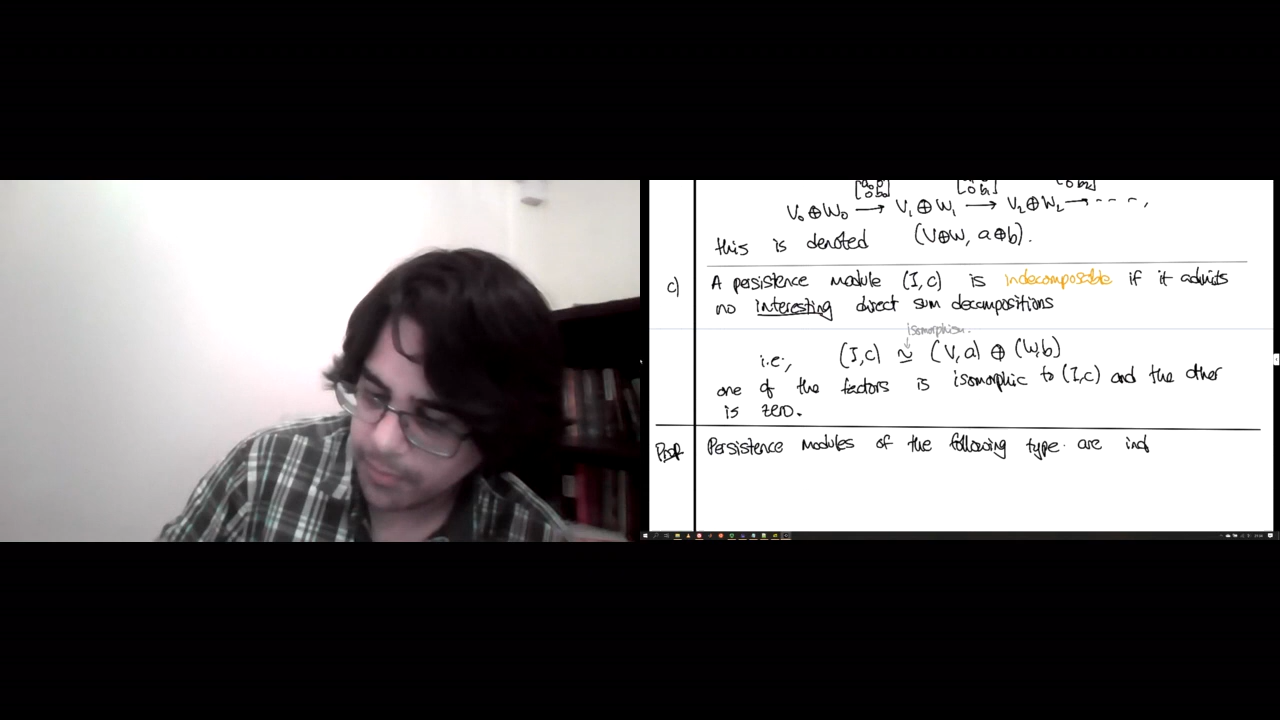 V₀⊕W₀ → V₁⊕W₁ → V₂⊕W₂ → - - - ,
this is denoted (V⊕W, a⊕b).
c) A persistence module (I,c) is indecomposable if it admits
no interesting direct sum decompositions
isomorphism.
i.e., (I,c) ≃ (V,a) ⊕ (W,b)
one of the factors is isomorphic to (I,c) and the other
is zero.
Prop Persistence modules of the following type are ind